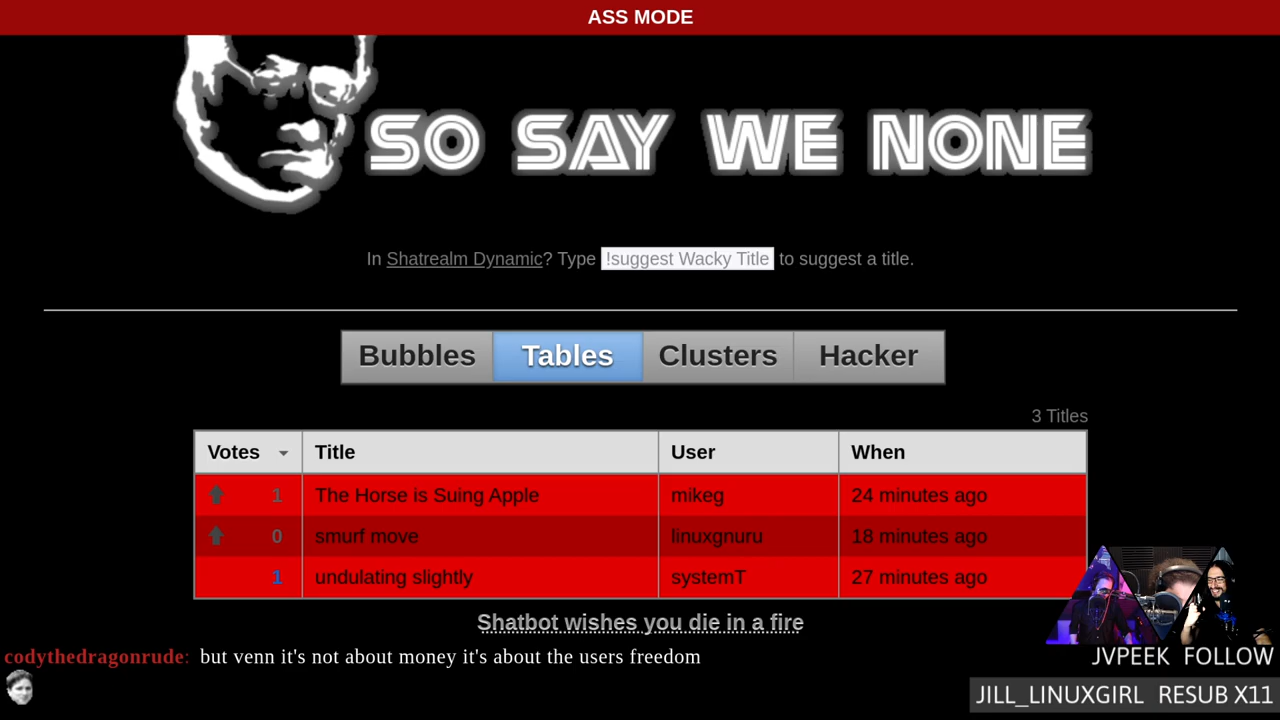 ASS MODE
SO SAY WE NONE
In Shatrealm Dynamic? Type !suggest Wacky Title to suggest a title.
Bubbles Tables Clusters Hacker
3 Titles
Votes Title User When
1 The Horse is Suing Apple mikeg 24 minutes ago
0 smurf move linuxgnuru 18 minutes ago
1 undulating slightly systemT 27 minutes ago
Shatbot wishes you die in a fire
codythedragonrude: but venn it's not about money it's about the users freedom
JVPEEK FOLLOW
JILL_LINUXGIRL RESUB X11